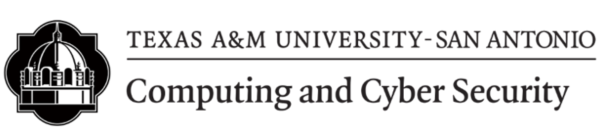 TEXAS A&M UNIVERSITY-SAN ANTONIO
Computing and Cyber Security